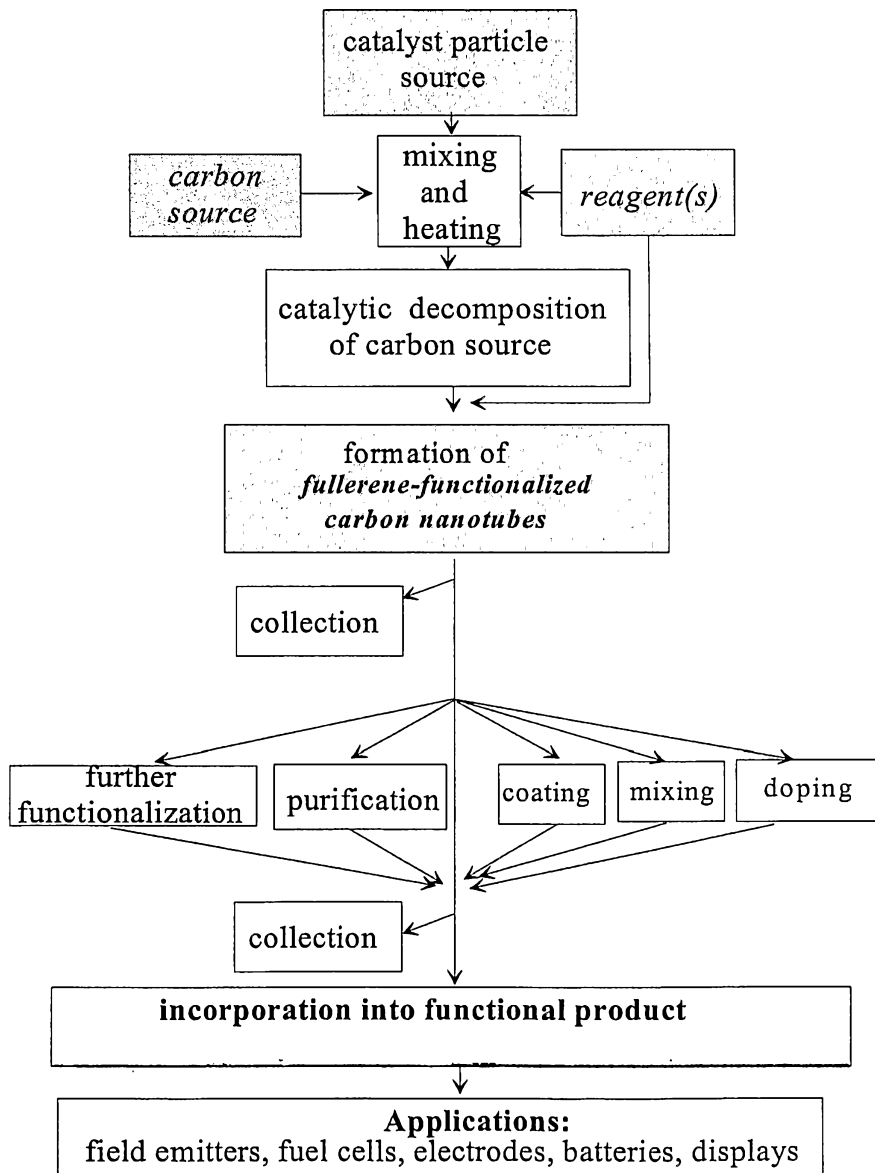 catalyst particle
source
carbon
source
mixing
and
heating
reagent(s)
catalytic decomposition
of carbon source
formation of
fullerene-functionalized
carbon nanotubes
collection
further
functionalization
purification
coating
mixing
doping
collection
incorporation into functional product
Applications:
field emitters, fuel cells, electrodes, batteries, displays